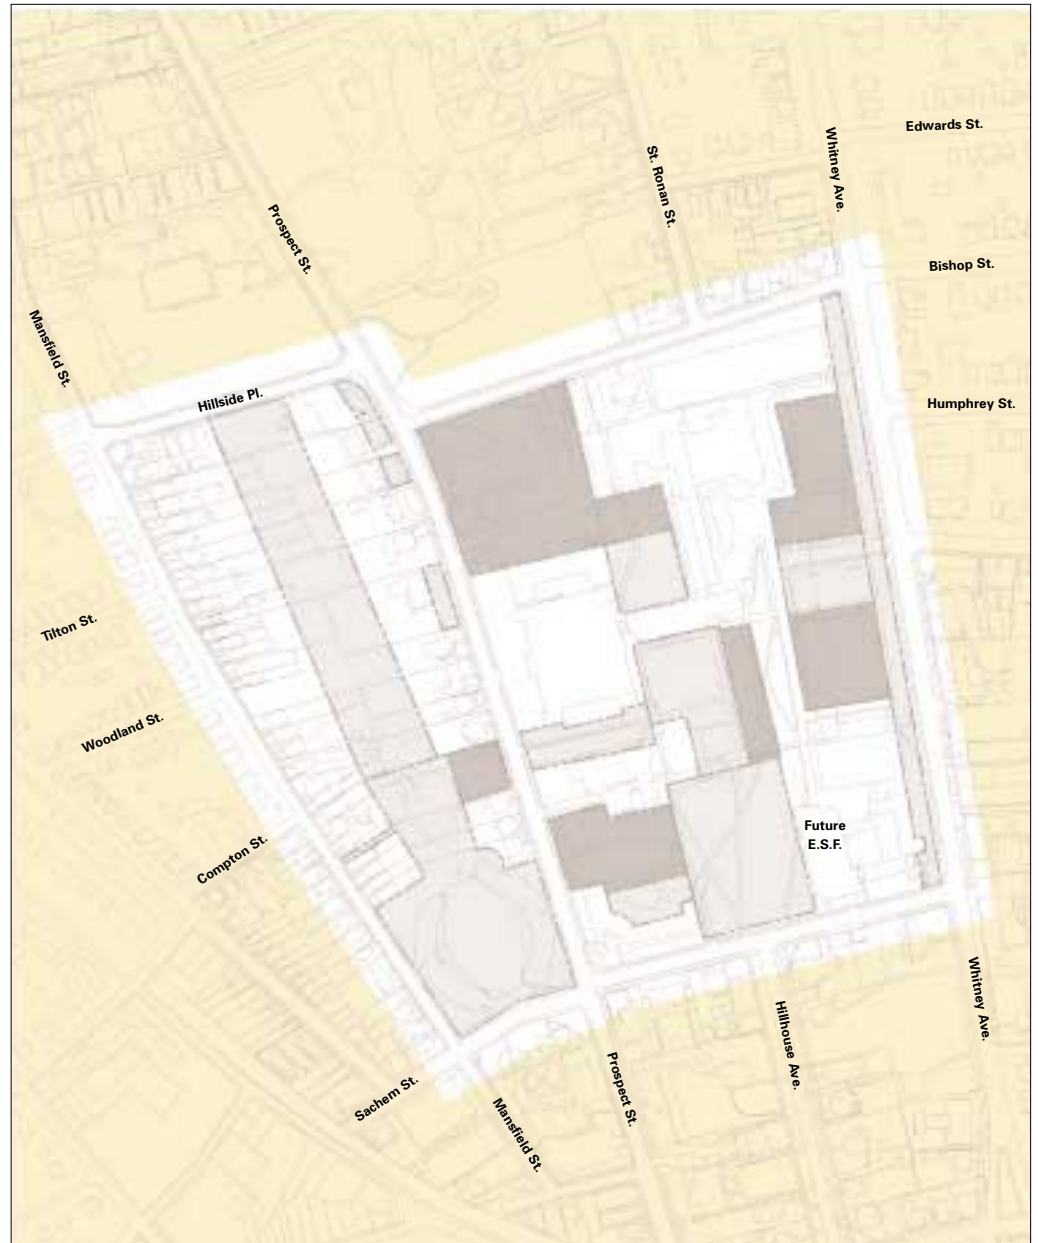 Edwards St.
Whitney Ave.
St. Ronan St.
Prospect St.
Bishop St.
Mansfield St.
Hillside Pl.
Humphrey St.
Tilton St.
Woodland St.
Compton St.
Future
E.S.F.
Whitney Ave.
Hillhouse Ave.
Prospect St.
Sachem St.
Mansfield St.